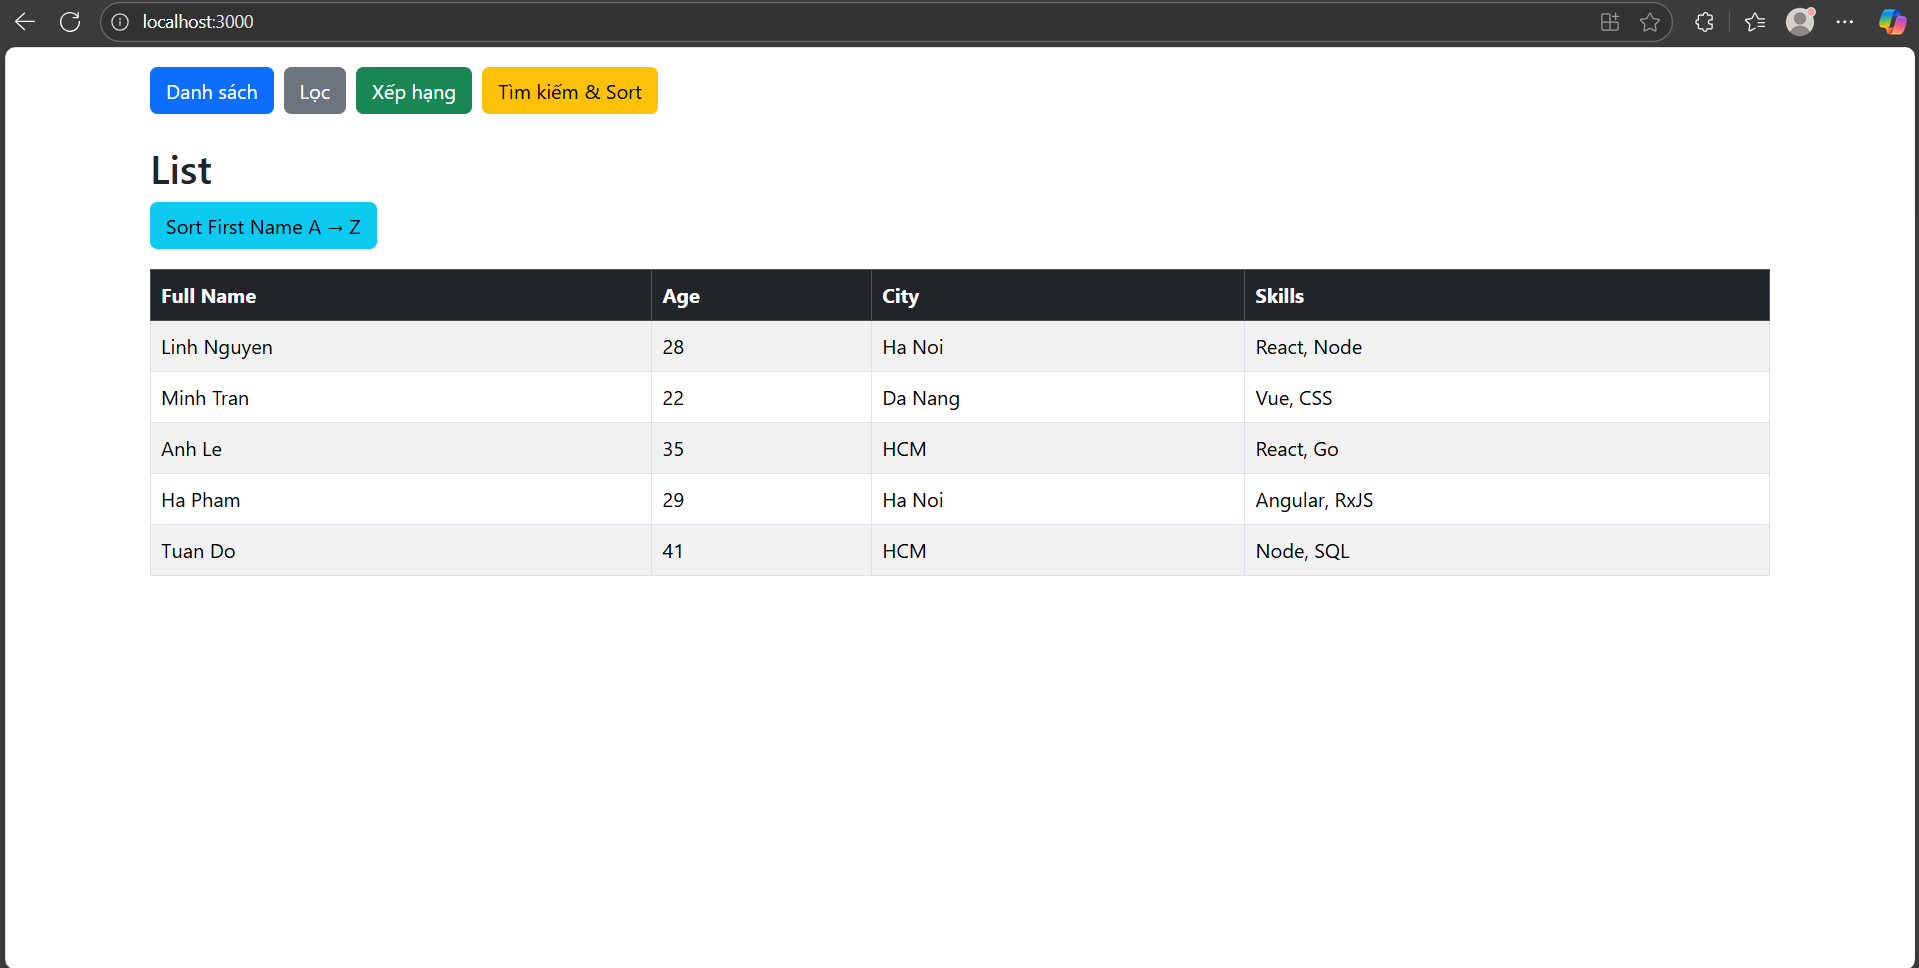 localhost:3000
Danh sách Lọc Xếp hạng Tìm kiếm & Sort
List
Sort First Name A → Z
Full Name Age City Skills
Linh Nguyen 28 Ha Noi React, Node
Minh Tran 22 Da Nang Vue, CSS
Anh Le 35 HCM React, Go
Ha Pham 29 Ha Noi Angular, RxJS
Tuan Do 41 HCM Node, SQL